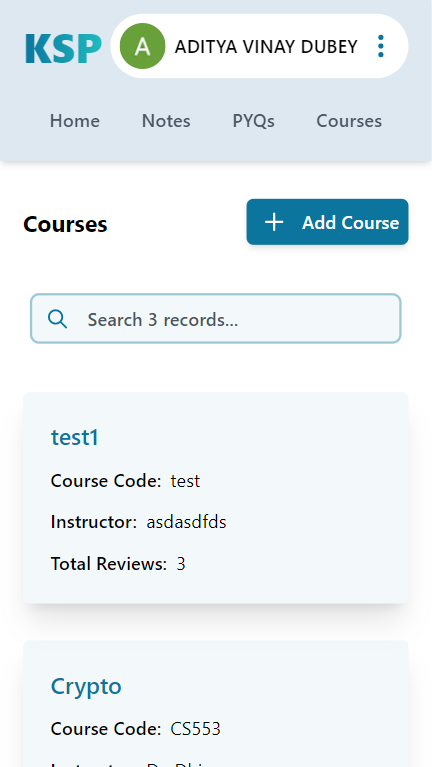 KSP
A
ADITYA VINAY DUBEY
Home Notes PYQs Courses
Courses
Add Course
Search 3 records...
test1
Course Code: test
Instructor: asdasdfds
Total Reviews: 3
Crypto
Course Code: CS553